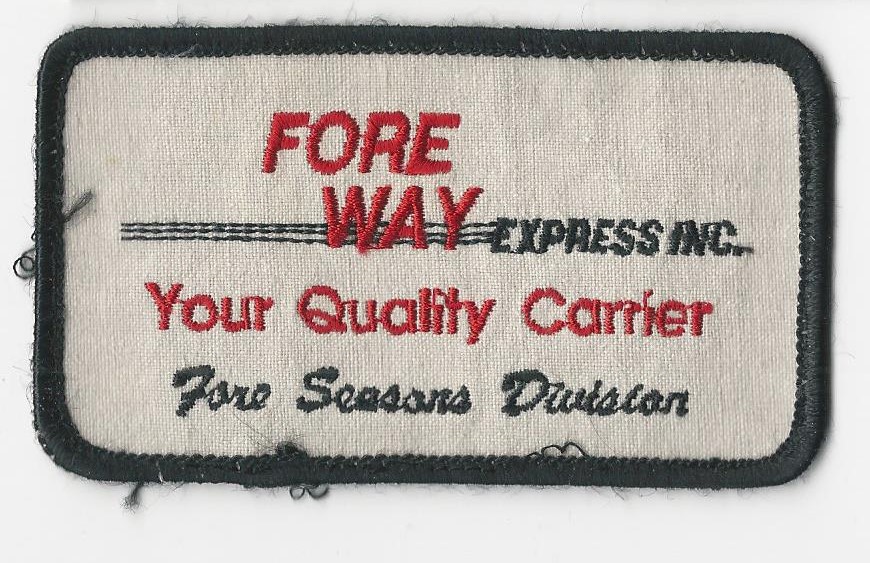 FORE
WAY EXPRESS INC.
Your Quality Carrier
Fore Seasons Division